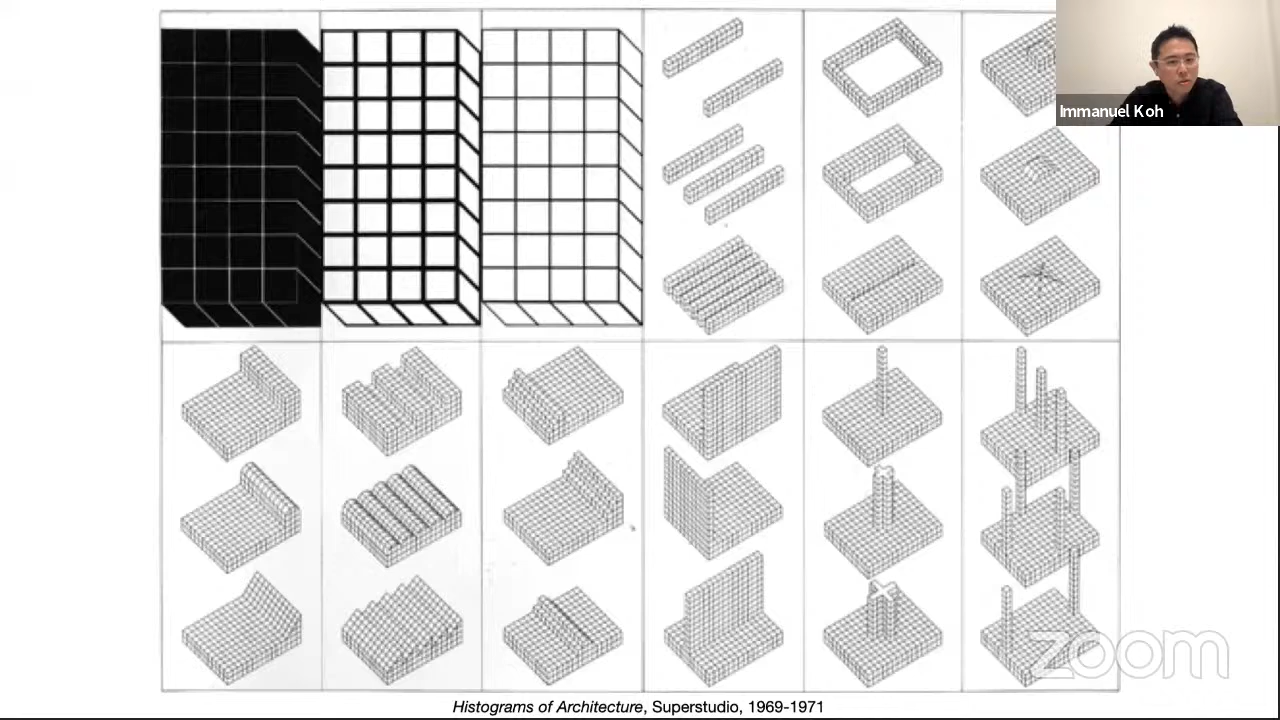 Immanuel Koh
zoom
Histograms of Architecture, Superstudio, 1969-1971